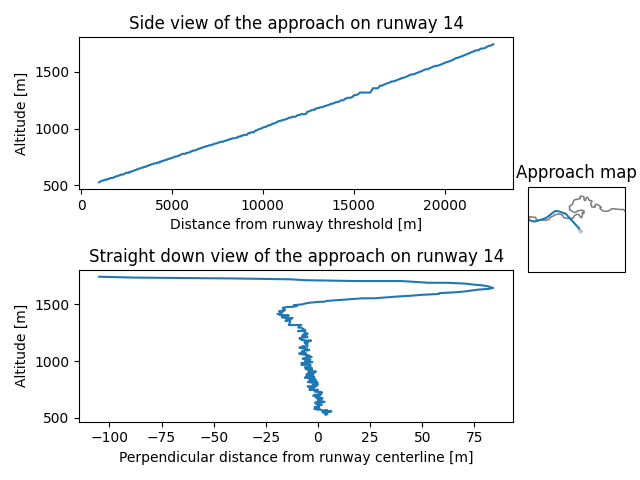 Side view of the approach on runway 14
Altitude [m]
1500
1000
500
0
5000
10000
15000
20000
Distance from runway threshold [m]
Approach map
Straight down view of the approach on runway 14
Altitude [m]
1500
1000
500
−100
−75
−50
−25
0
25
50
75
Perpendicular distance from runway centerline [m]